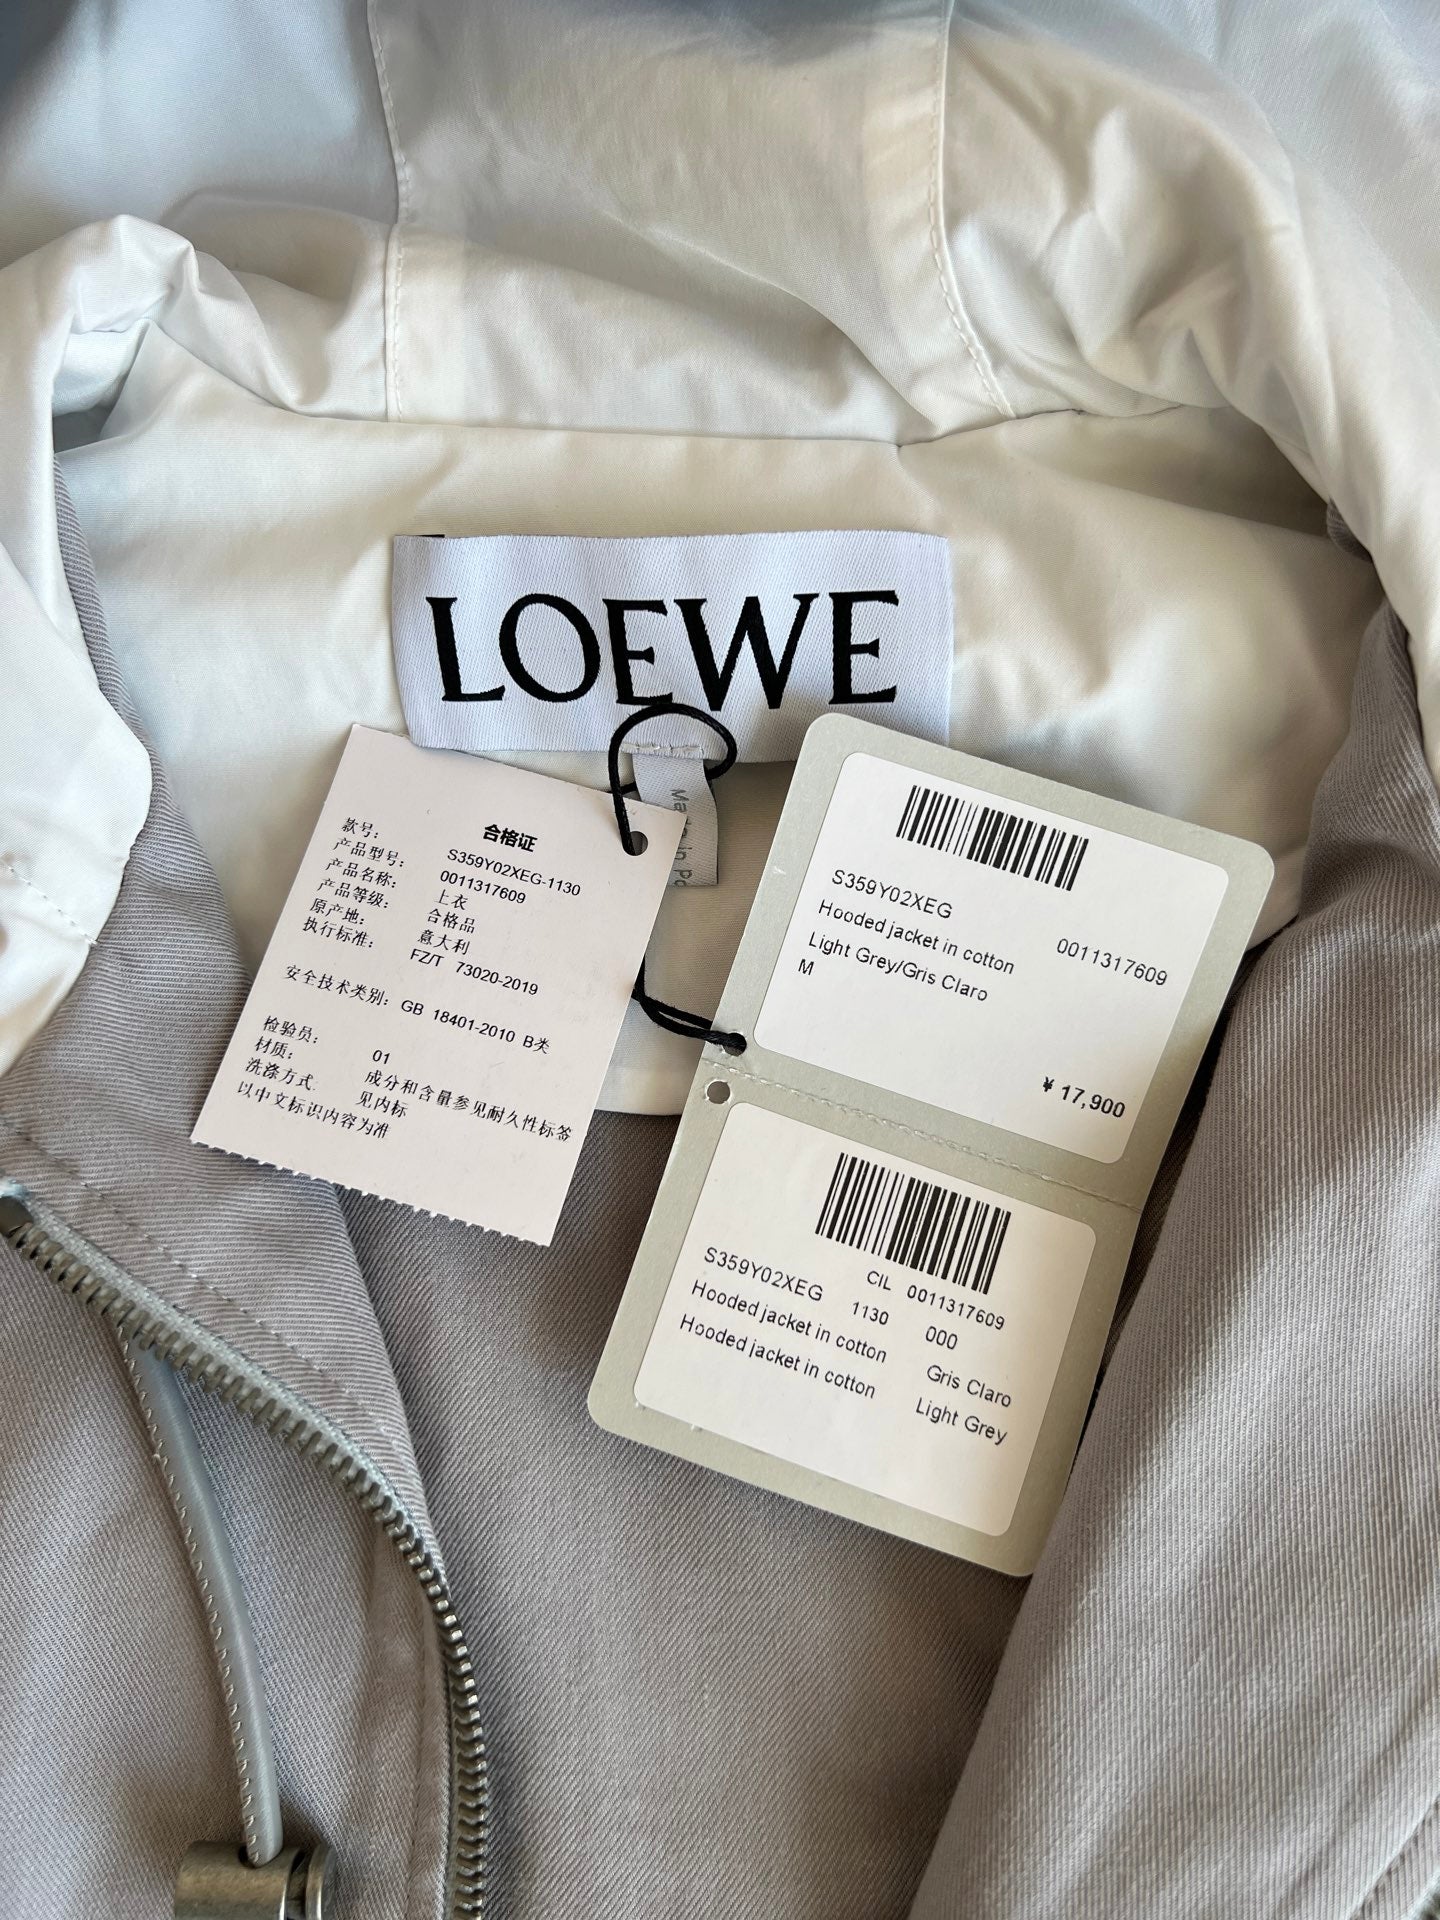 LOEWE
Made in Po
合格证
款号: S359Y02XEG-1130
产品型号: 0011317609
产品名称: 上衣
产品等级: 合格品
原产地: 意大利
执行标准: FZ/T 73020-2019
安全技术类别: GB 18401-2010 B类
检验员: 01
材质: 成分和含量参见耐久性标签
洗涤方式: 见内标
以中文标识内容为准
S359Y02XEG
Hooded jacket in cotton 0011317609
Light Grey/Gris Claro
M
¥ 17,900
S359Y02XEG CIL 0011317609
Hooded jacket in cotton 1130 000
Hooded jacket in cotton Gris Claro
Light Grey